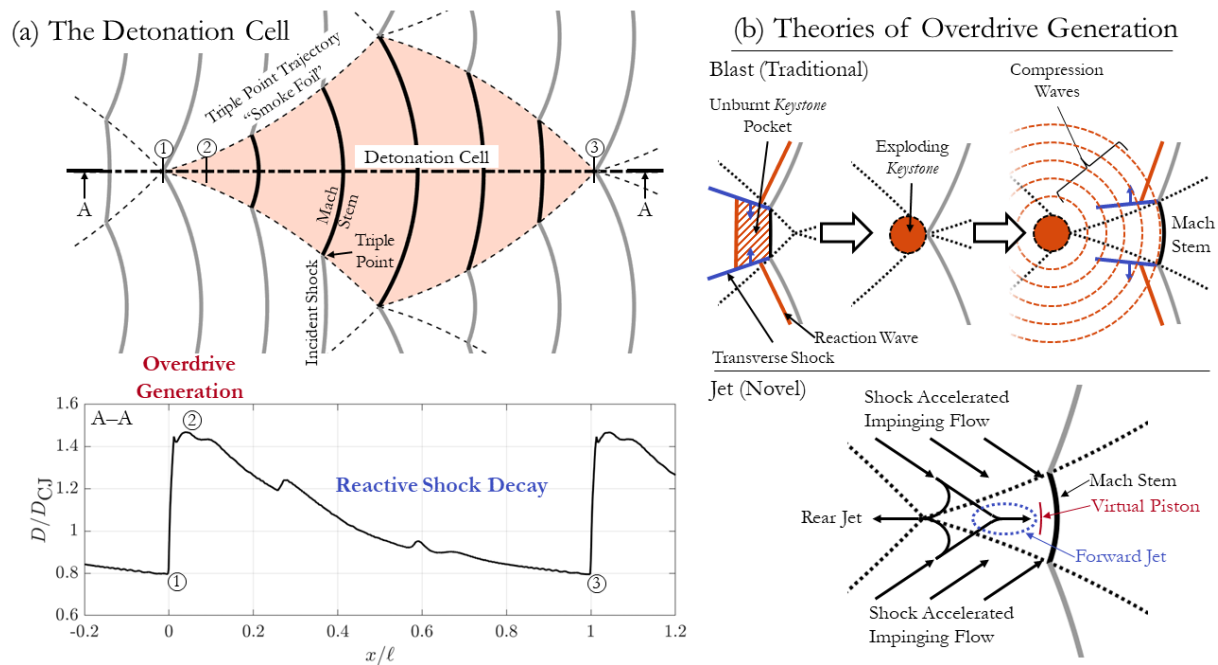 (a) The Detonation Cell
Triple Point Trajectory
“Smoke Foil”
①
②
③
Detonation Cell
A
A
Mach
Stem
Triple
Point
Incident Shock
Overdrive
Generation
A–A
②
Reactive Shock Decay
①
③
D/D_CJ
1.6
1.4
1.2
1.0
0.8
0.6
-0.2
0
0.2
0.4
0.6
0.8
1
1.2
x/ℓ
(b) Theories of Overdrive Generation
Blast (Traditional)
Unburnt Keystone
Pocket
Exploding
Keystone
Compression
Waves
Mach
Stem
Reaction Wave
Transverse Shock
Jet (Novel)
Shock Accelerated
Impinging Flow
Mach Stem
Virtual Piston
Rear Jet
Forward Jet
Shock Accelerated
Impinging Flow